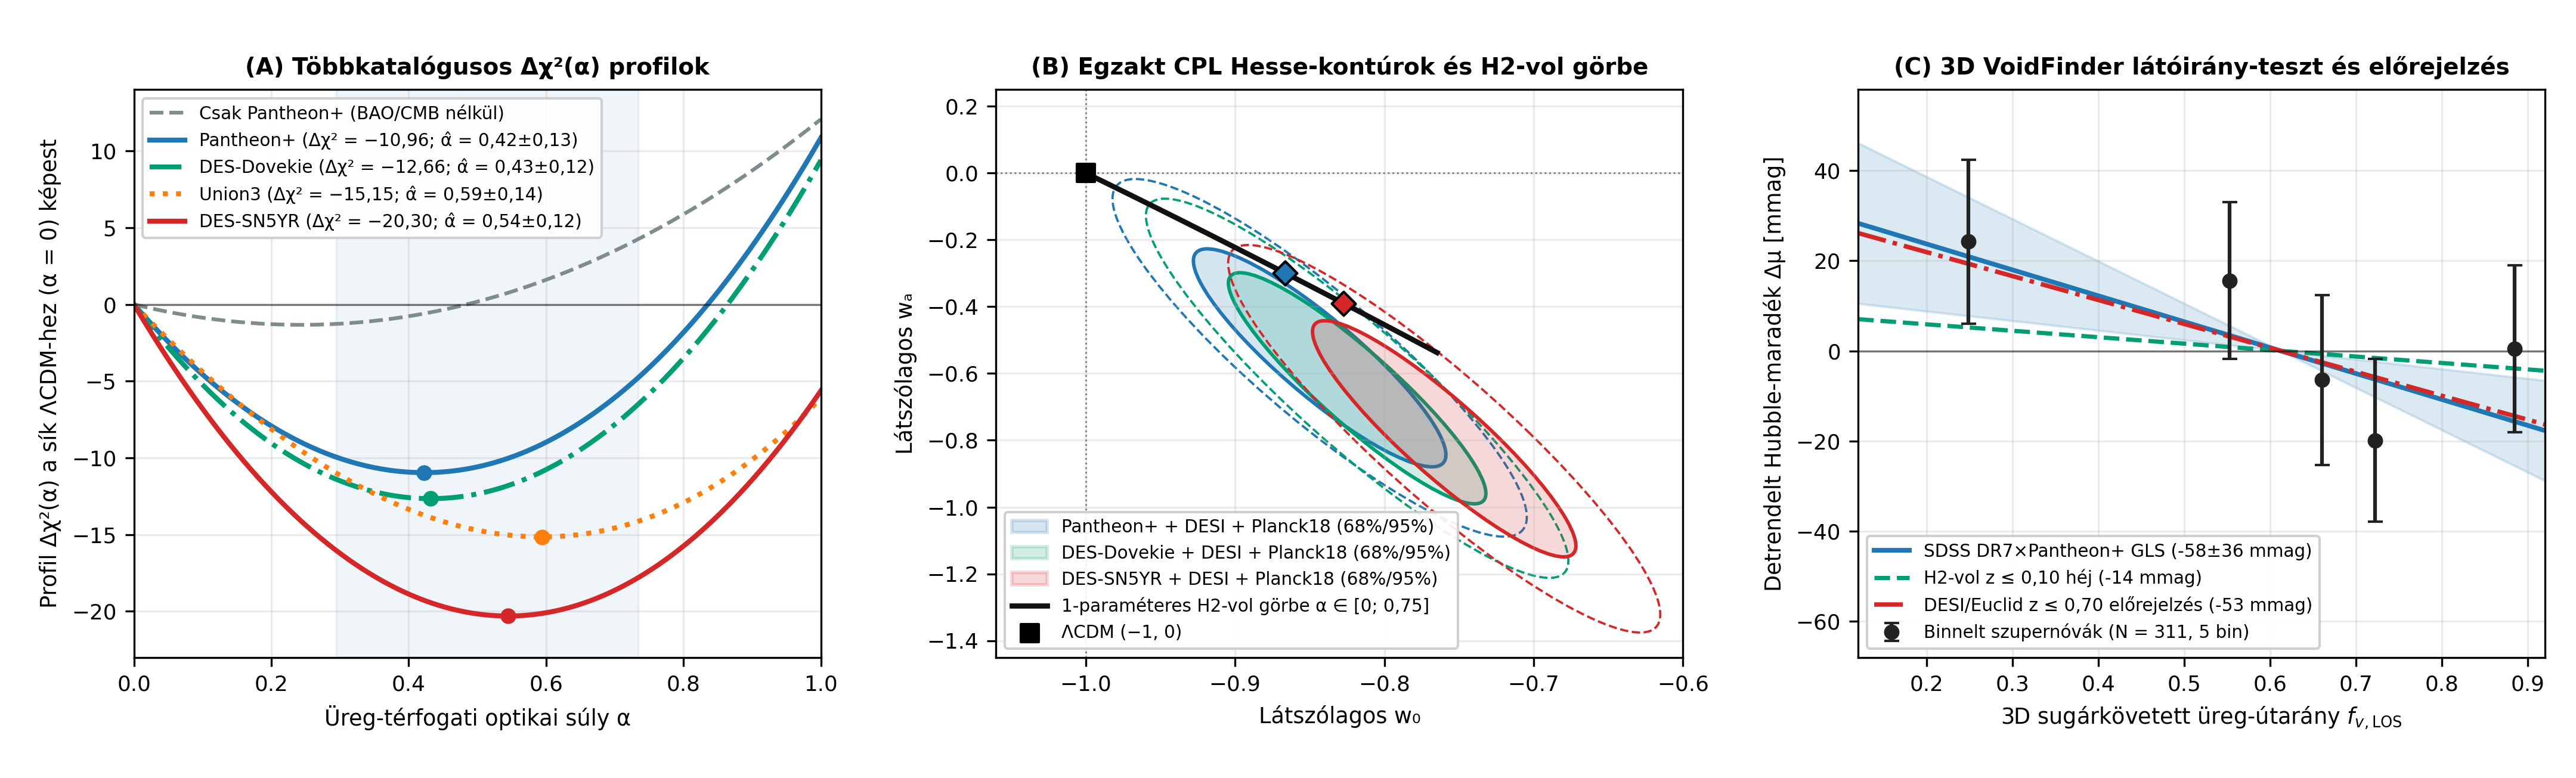 (A) Többkatalógusos Δχ²(α) profilok
Profil Δχ²(α) a sík ΛCDM-hez (α = 0) képest
10
5
0
−5
−10
−15
−20
Csak Pantheon+ (BAO/CMB nélkül)
Pantheon+ (Δχ² = −10,96; α̂ = 0,42±0,13)
DES-Dovekie (Δχ² = −12,66; α̂ = 0,43±0,12)
Union3 (Δχ² = −15,15; α̂ = 0,59±0,14)
DES-SN5YR (Δχ² = −20,30; α̂ = 0,54±0,12)
0.0 0.2 0.4 0.6 0.8 1.0
Üreg-térfogati optikai súly α
(B) Egzakt CPL Hesse-kontúrok és H2-vol görbe
Látszólagos wₐ
0.2
0.0
−0.2
−0.4
−0.6
−0.8
−1.0
−1.2
−1.4
Pantheon+ + DESI + Planck18 (68%/95%)
DES-Dovekie + DESI + Planck18 (68%/95%)
DES-SN5YR + DESI + Planck18 (68%/95%)
1-paraméteres H2-vol görbe α ∈ [0; 0,75]
ΛCDM (−1, 0)
−1.0 −0.9 −0.8 −0.7 −0.6
Látszólagos w₀
(C) 3D VoidFinder látóirány-teszt és előrejelzés
Detrendelt Hubble-maradék Δμ [mmag]
40
20
0
−20
−40
−60
SDSS DR7×Pantheon+ GLS (-58±36 mmag)
H2-vol z ≤ 0,10 héj (-14 mmag)
DESI/Euclid z ≤ 0,70 előrejelzés (-53 mmag)
Binnelt szupernóvák (N = 311, 5 bin)
0.2 0.3 0.4 0.5 0.6 0.7 0.8 0.9
3D sugárkövetett üreg-útarány fv,LOS